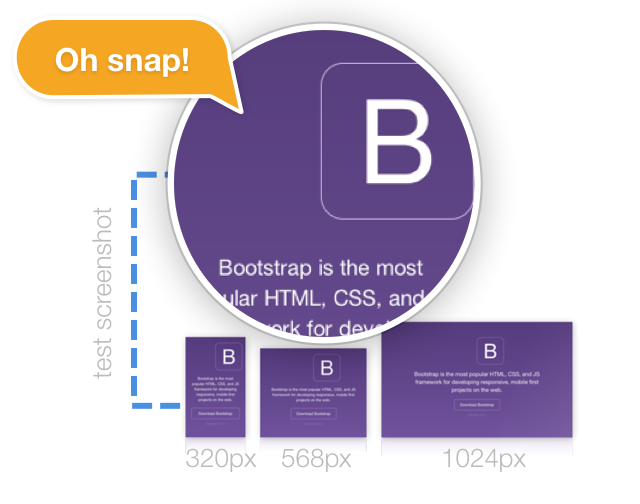 Oh snap!
B
Bootstrap is the most
ular HTML, CSS, and
ork for deve
test screenshot
B
Bootstrap is the most
popular HTML, CSS, and JS
framework for developing
responsive, mobile first
projects on the web.
Download Bootstrap
B
Bootstrap is the most popular HTML, CSS, and JS
framework for developing responsive, mobile first
projects on the web.
Download Bootstrap
B
Bootstrap is the most popular HTML, CSS, and JS
framework for developing responsive, mobile first
projects on the web.
Download Bootstrap
320px
568px
1024px